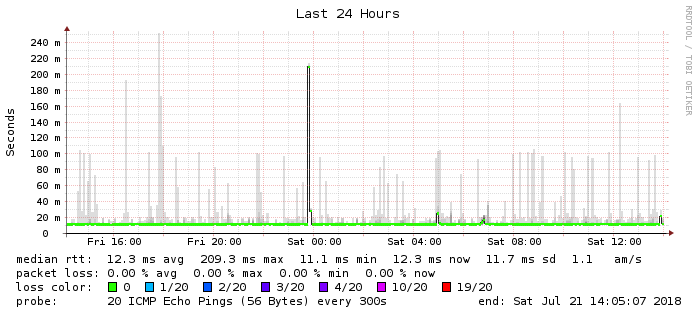 Last 24 Hours
RRDTOOL / TOBI OETIKER
Seconds
240 m
220 m
200 m
180 m
160 m
140 m
120 m
100 m
80 m
60 m
40 m
20 m
0
Fri 16:00 Fri 20:00 Sat 00:00 Sat 04:00 Sat 08:00 Sat 12:00
median rtt: 12.3 ms avg 209.3 ms max 11.1 ms min 12.3 ms now 11.7 ms sd 1.1 am/s
packet loss: 0.00 % avg 0.00 % max 0.00 % min 0.00 % now
loss color: 0 1/20 2/20 3/20 4/20 10/20 19/20
probe: 20 ICMP Echo Pings (56 Bytes) every 300s end: Sat Jul 21 14:05:07 2018